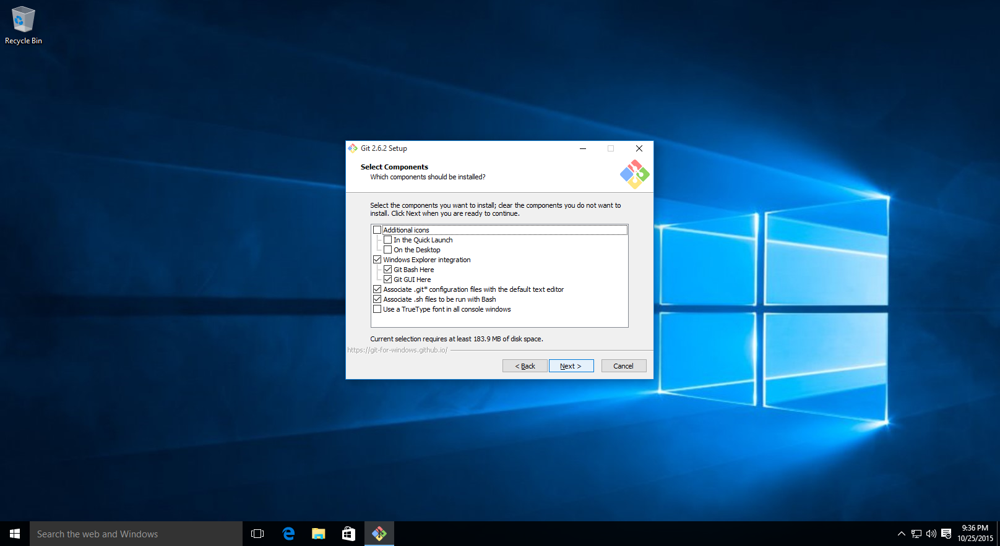 Recycle Bin
Git 2.6.2 Setup
Select Components
Which components should be installed?
Select the components you want to install; clear the components you do not want to
install. Click Next when you are ready to continue.
Additional icons
In the Quick Launch
On the Desktop
Windows Explorer integration
Git Bash Here
Git GUI Here
Associate .git* configuration files with the default text editor
Associate .sh files to be run with Bash
Use a TrueType font in all console windows
Current selection requires at least 183.9 MB of disk space.
https://git-for-windows.github.io/
< Back
Next >
Cancel
Search the web and Windows
9:36 PM
10/25/2015